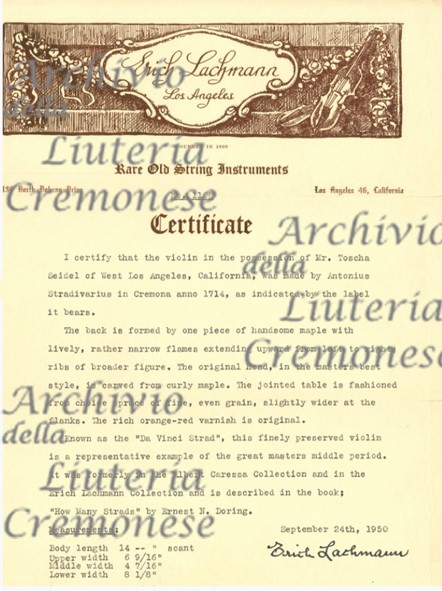 Erich Lachmann
Los Angeles
Rare Old String Instruments
Los Angeles 46, California
Certificate
I certify that the violin in the possession of Mr. Toscha
Seidel of West Los Angeles, California, was made by Antonius
Stradivarius in Cremona anno 1714, as indicated by the label
it bears.
The back is formed by one piece of handsome maple with
lively, rather narrow flames extending upward from left to right
ribs of broader figure. The original head, in the masters best
style, is carved from curly maple. The jointed table is fashioned
from choice spruce of fine, even grain, slightly wider at the
flanks. The rich orange-red varnish is original.
Known as the "Da Vinci Strad", this finely preserved violin
is a representative example of the great masters middle period.
It was formerly in the Albert Caressa Collection and in the
Erich Lachmann Collection and is described in the book;
"How Many Strads" by Ernest N. Doring.
Measurements:
September 24th, 1950
Body length 14 -- " scant
Upper width 6 9/16"
Middle width 4 7/16"
Lower width 8 1/8"
Erich Lachmann
Archivio
della
Liuteria
Cremonese
Archivio
della
Liuteria
Cremonese
Archivio
della
Liuteria
Cremonese